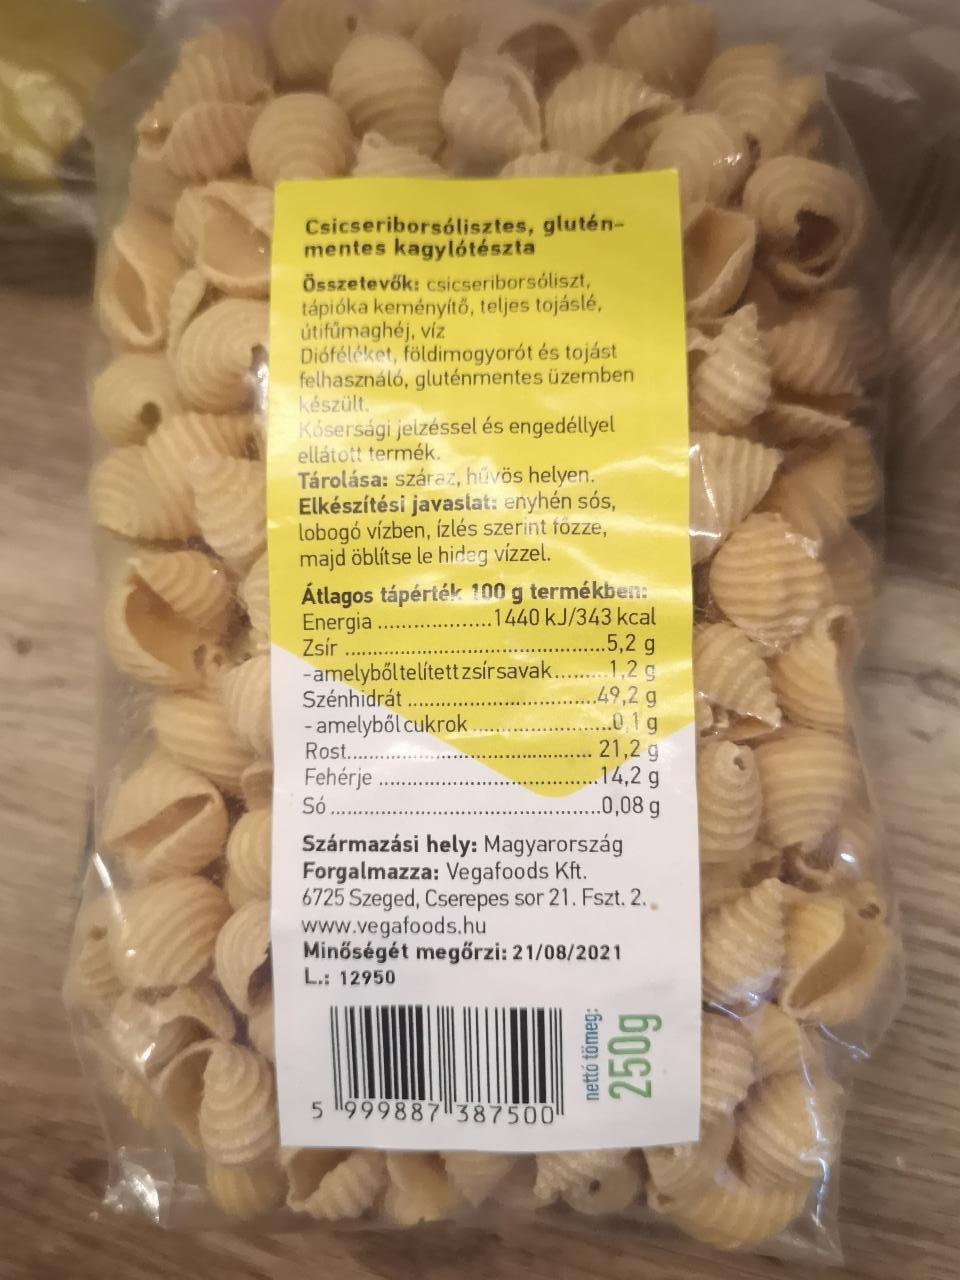 Csicseriborsólisztes, glutén-
mentes kagylótészta
Összetevők: csicseriborsóliszt,
tápióka keményítő, teljes tojáslé,
útifűmaghéj, víz
Dióféléket, földimogyorót és tojást
felhasználó, gluténmentes üzemben
készült.
Kósersági jelzéssel és engedéllyel
ellátott termék.
Tárolása: száraz, hűvös helyen.
Elkészítési javaslat: enyhén sós,
lobogó vízben, ízlés szerint főzze,
majd öblítse le hideg vízzel.
Átlagos tápérték 100 g termékben:
Energia ...................1440 kJ/343 kcal
Zsír ..............................................5,2 g
-amelyből telített zsírsavak.........1,2 g
Szénhidrát .................................49,2 g
- amelyből cukrok .........................0,1 g
Rost........................................... 21,2 g
Fehérje ......................................14,2 g
Só ...............................................0,08 g
Származási hely: Magyarország
Forgalmazza: Vegafoods Kft.
6725 Szeged, Cserepes sor 21. Fszt. 2.
www.vegafoods.hu
Minőségét megőrzi: 21/08/2021
L.: 12950
5 999887 387500
nettó tömeg:
250g